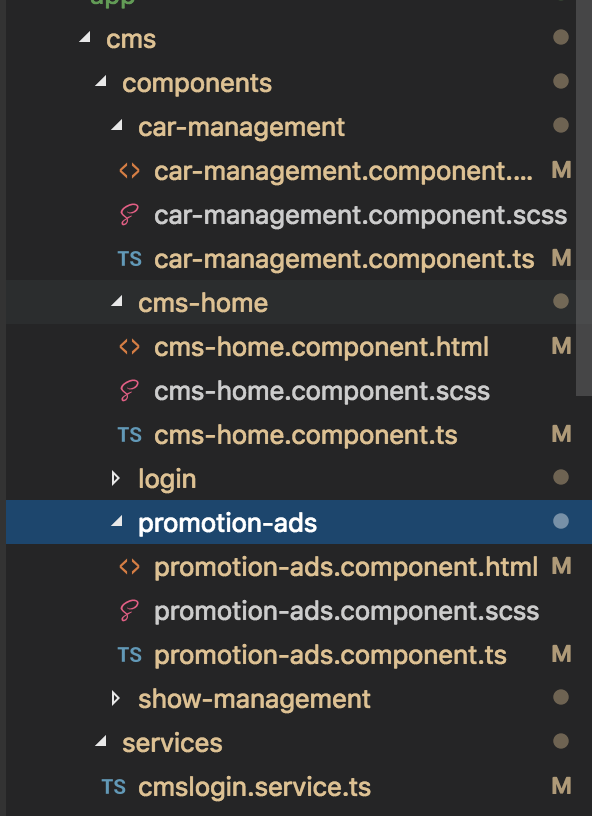 app
cms
components
car-management
<> car-management.component.... M
car-management.component.scss
TS car-management.component.ts M
cms-home
<> cms-home.component.html M
cms-home.component.scss
TS cms-home.component.ts M
login
promotion-ads
<> promotion-ads.component.html M
promotion-ads.component.scss
TS promotion-ads.component.ts M
show-management
services
TS cmslogin.service.ts M